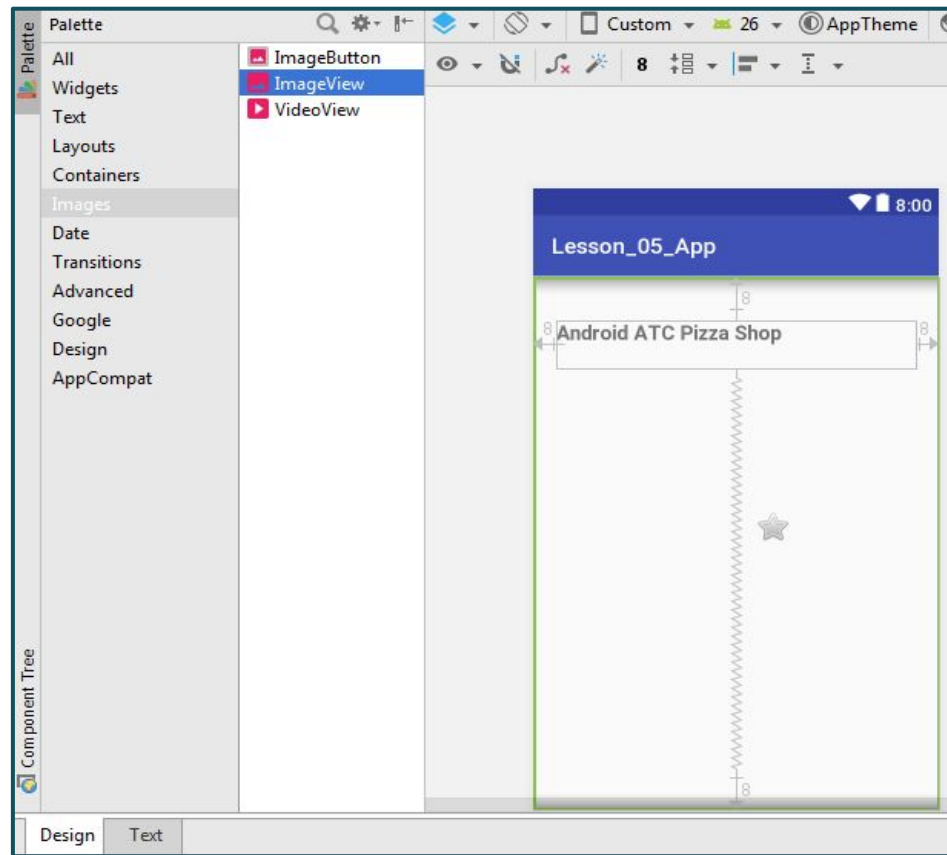 Palette
Palette
Custom 26 AppTheme
All
Widgets
Text
Layouts
Containers
Images
Date
Transitions
Advanced
Google
Design
AppCompat
ImageButton
ImageView
VideoView
8
8:00
Lesson_05_App
8
8
Android ATC Pizza Shop
8
8
Component Tree
Design Text